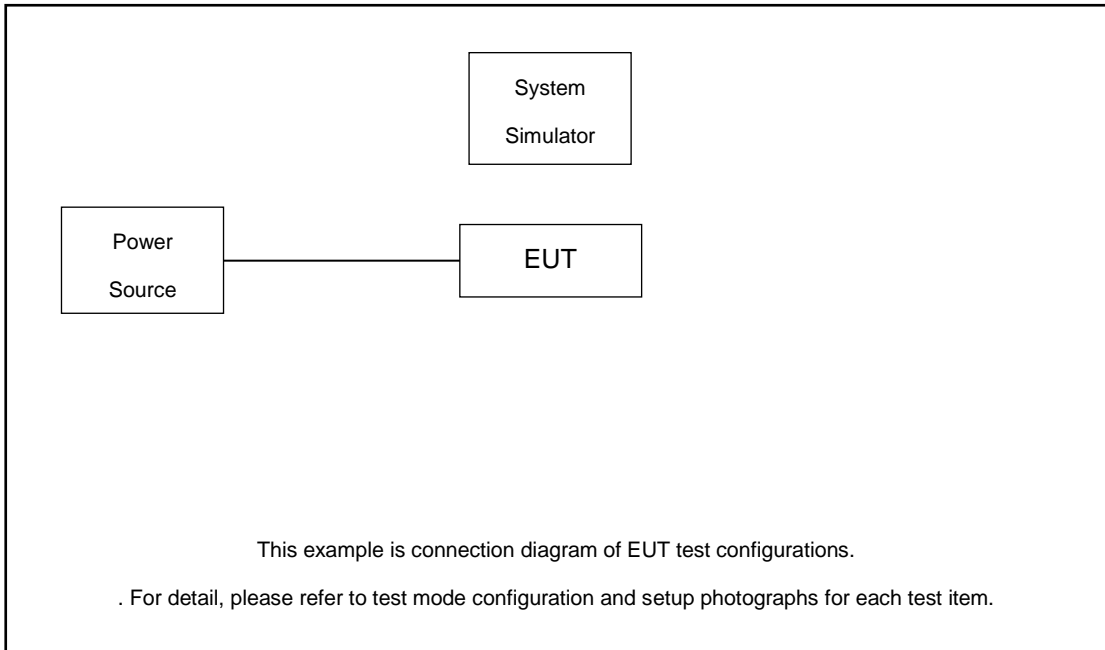 System
Simulator
Power
Source
EUT
This example is connection diagram of EUT test configurations.
. For detail, please refer to test mode configuration and setup photographs for each test item.